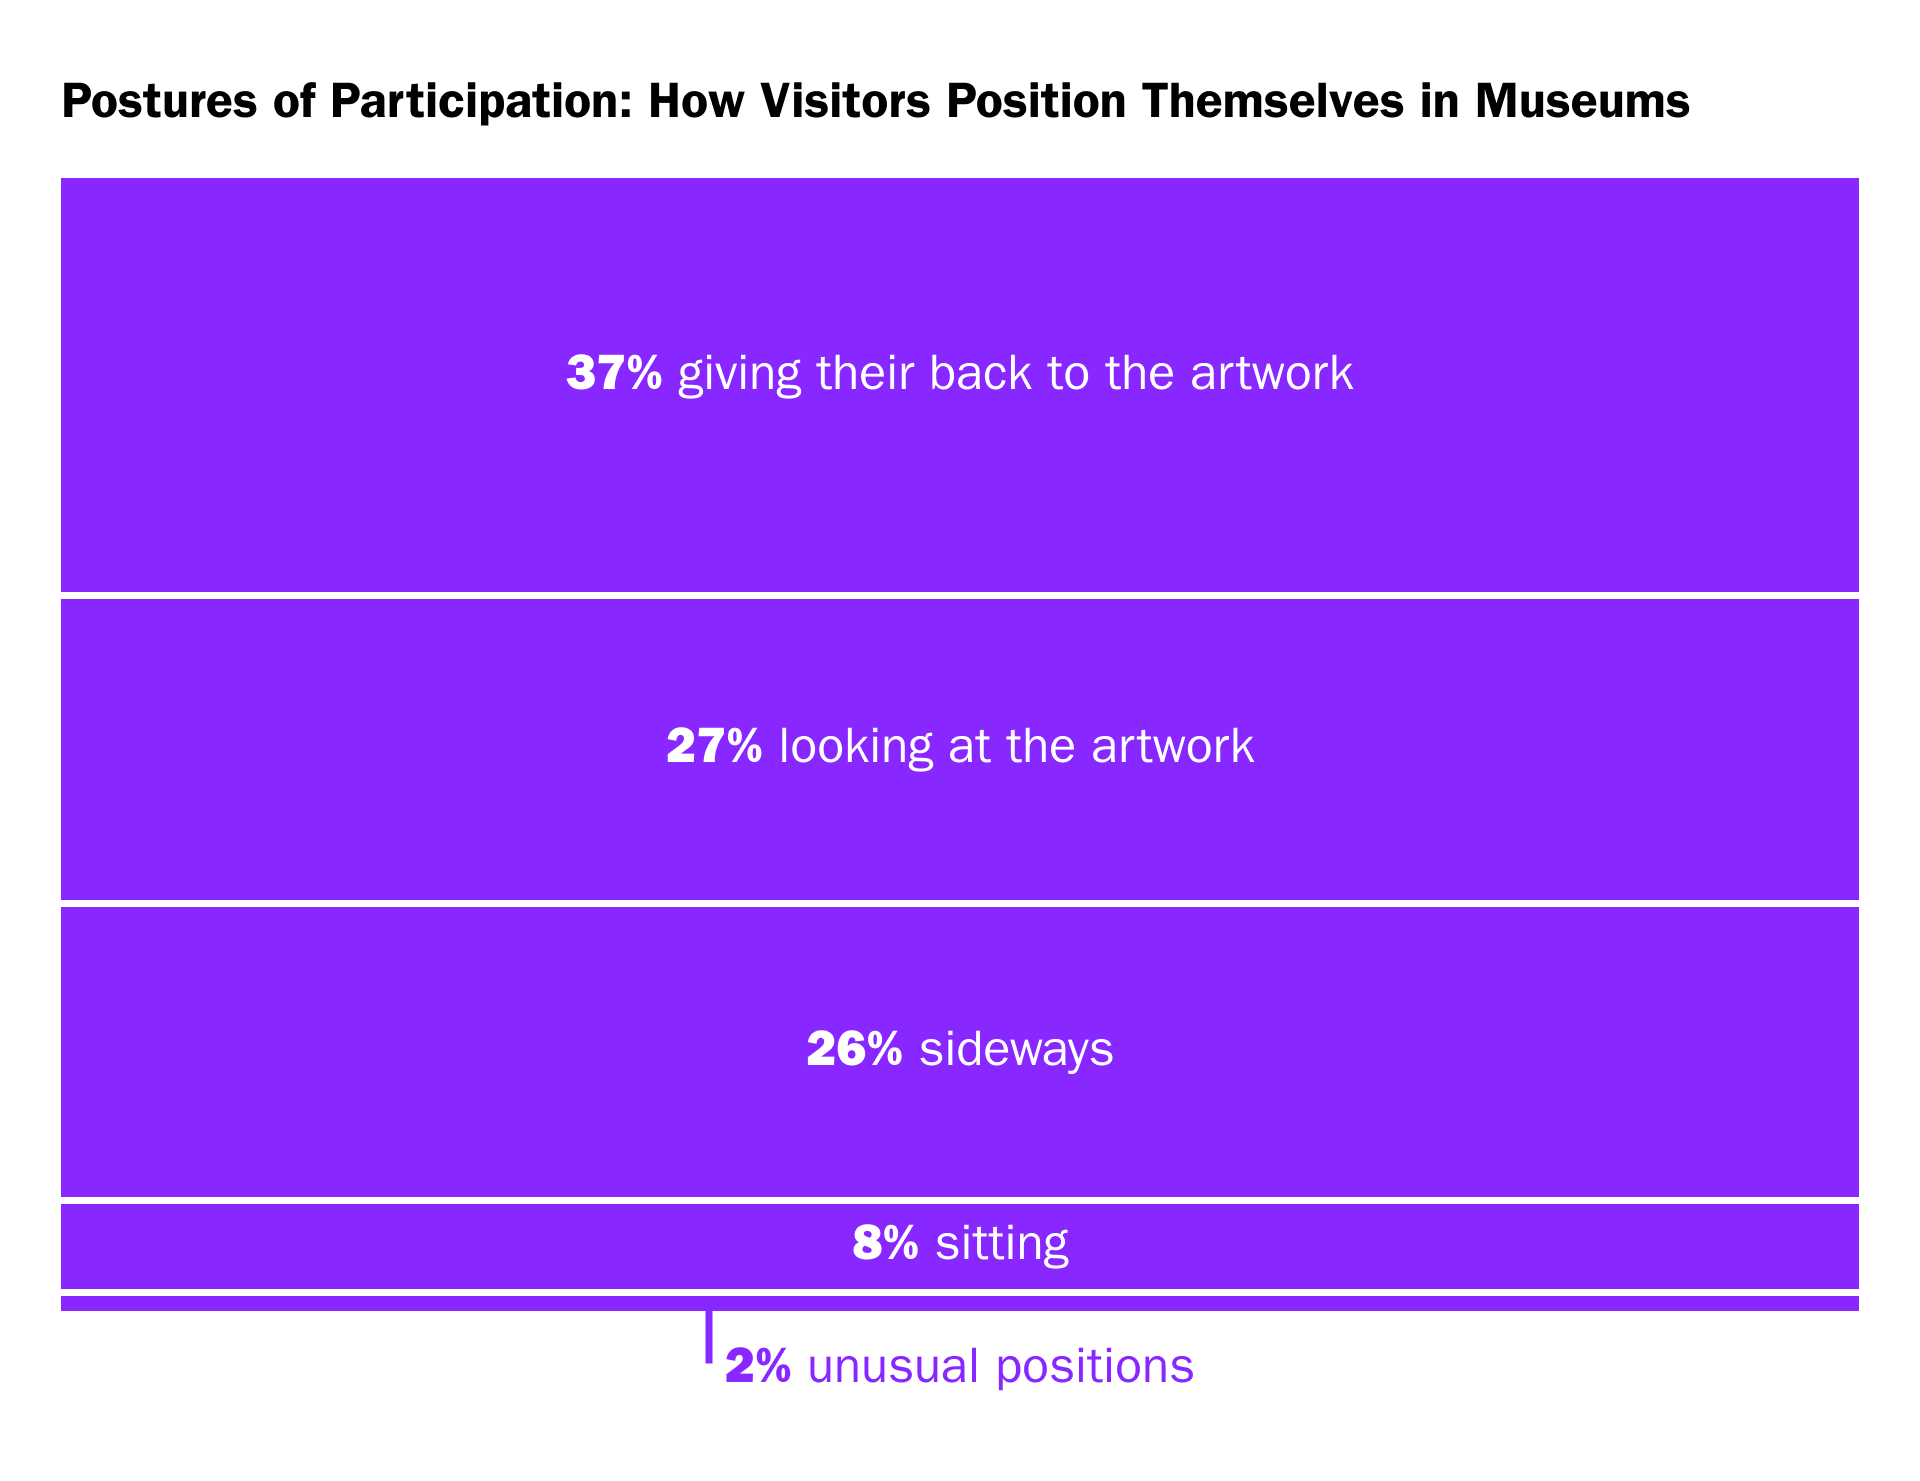 Postures of Participation: How Visitors Position Themselves in Museums
37% giving their back to the artwork
27% looking at the artwork
26% sideways
8% sitting
2% unusual positions